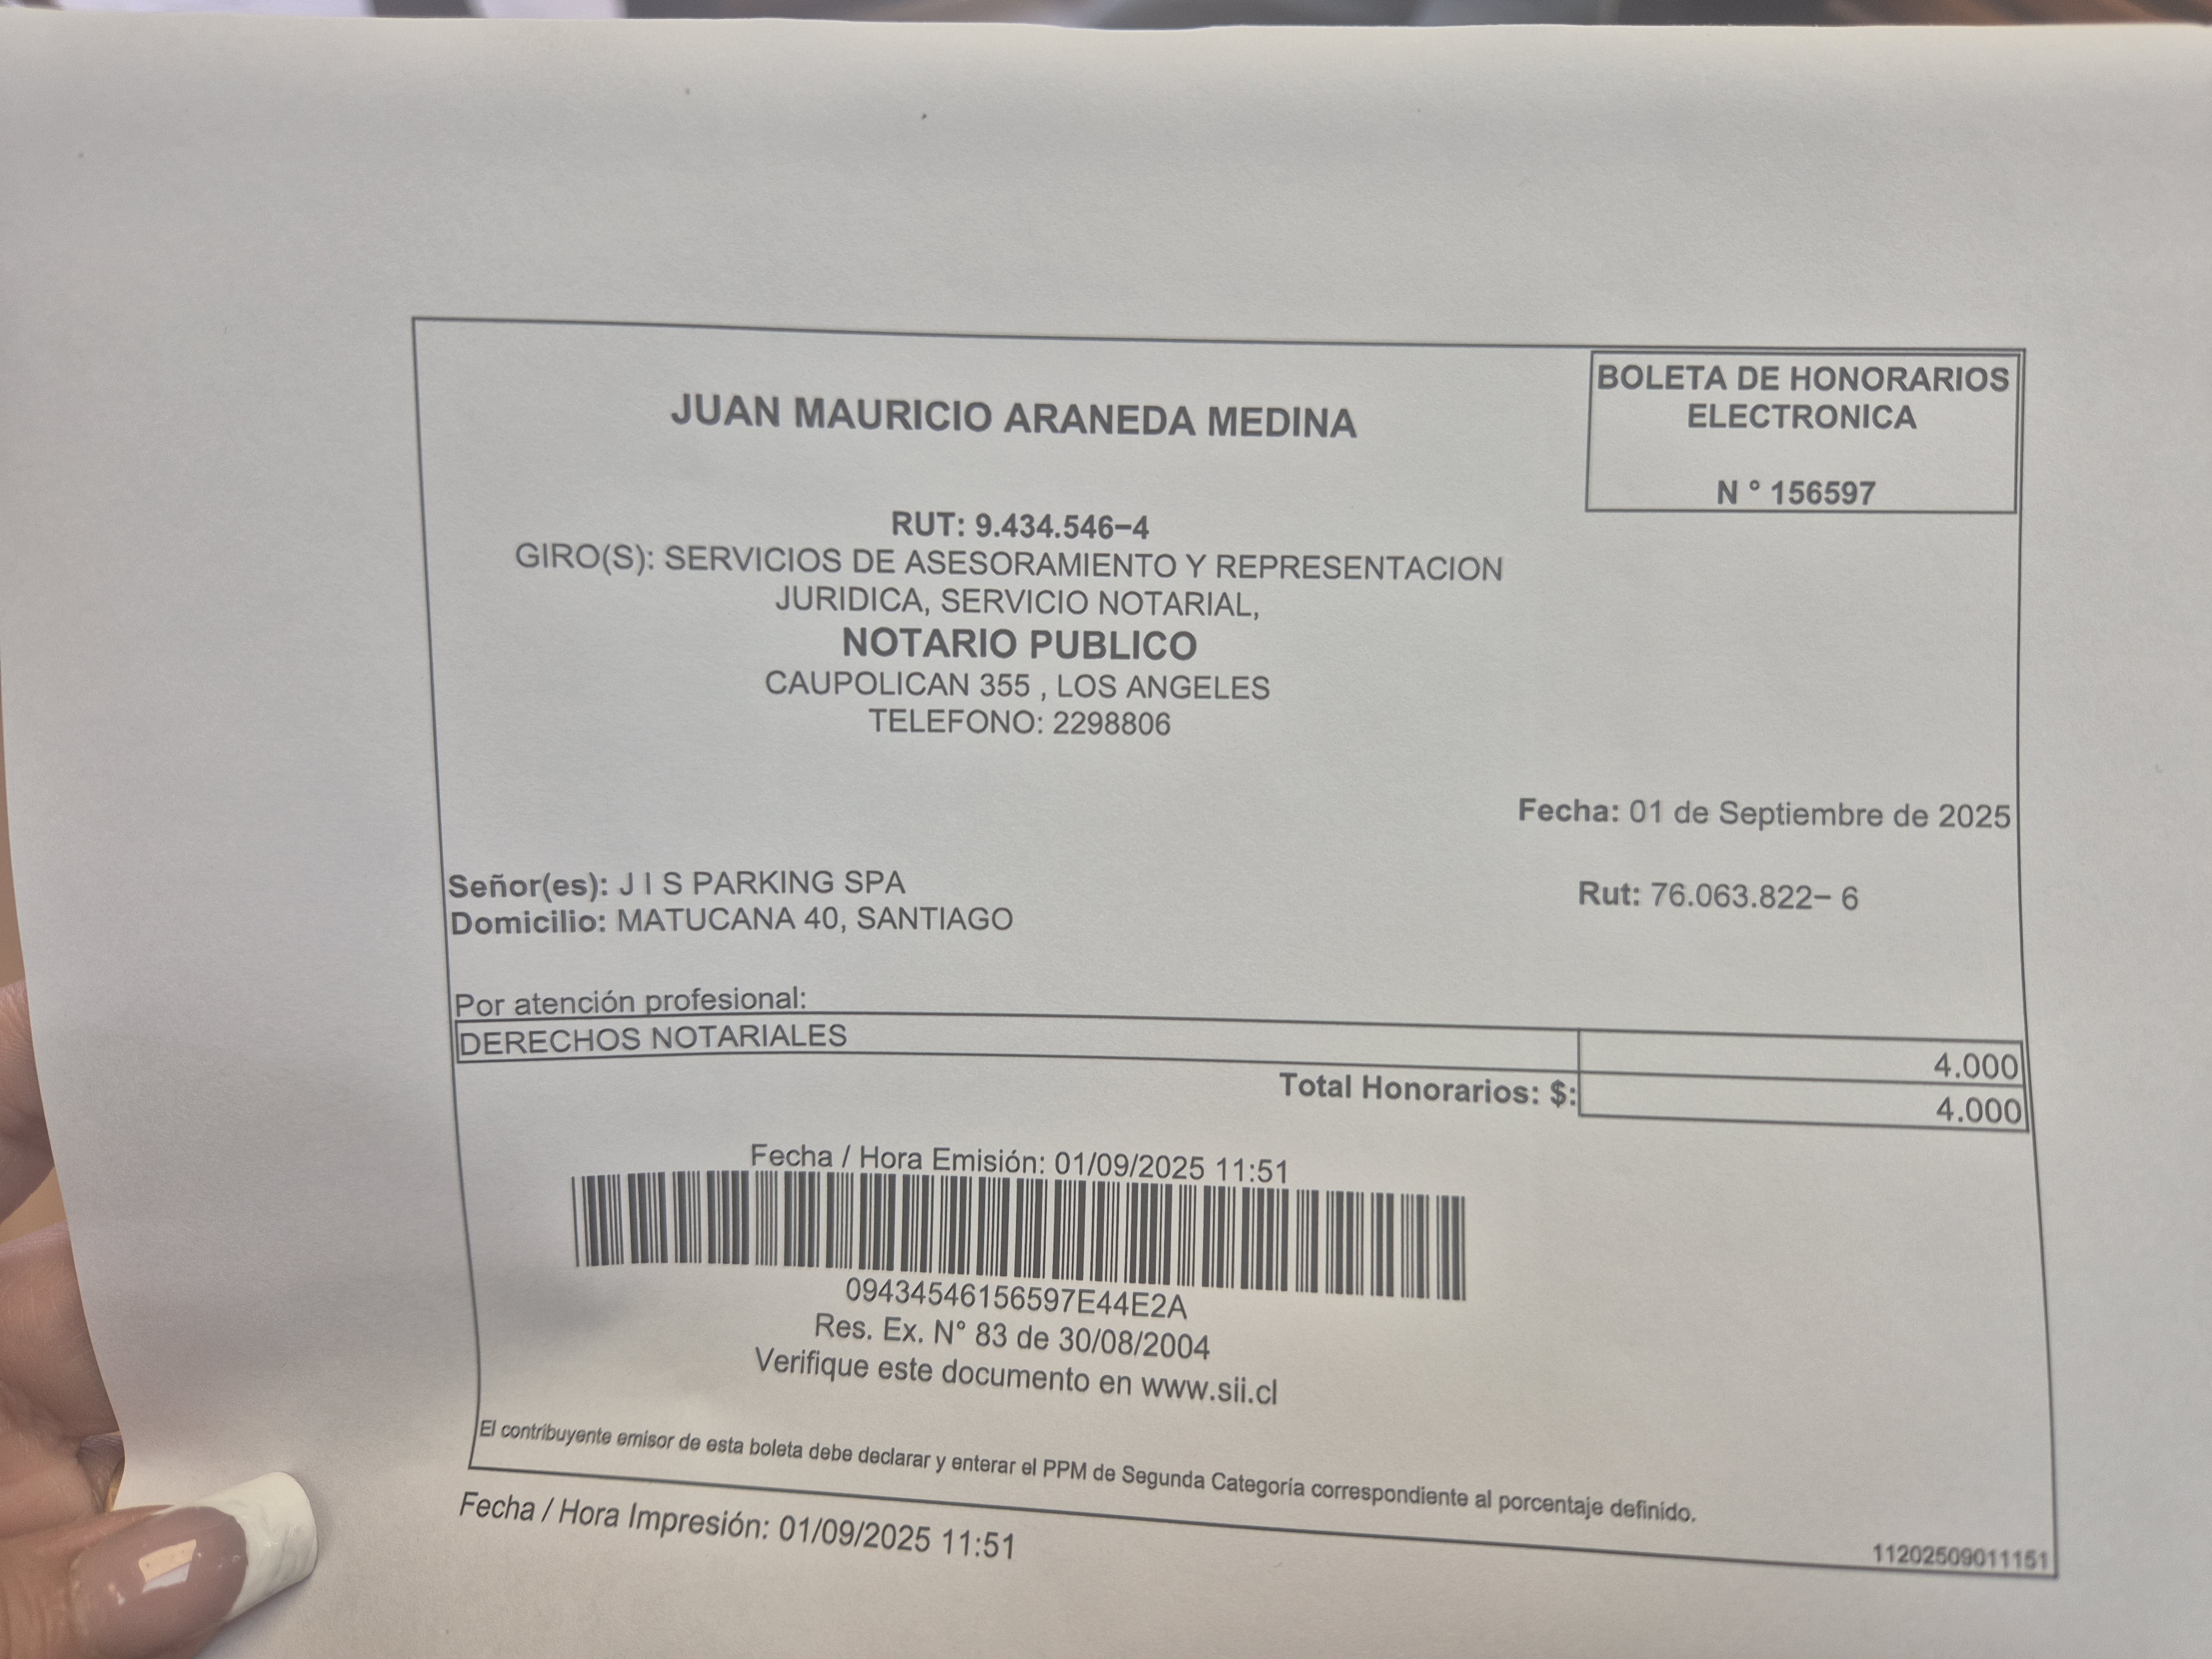 JUAN MAURICIO ARANEDA MEDINA
BOLETA DE HONORARIOS
ELECTRONICA
N ° 156597
RUT: 9.434.546−4
GIRO(S): SERVICIOS DE ASESORAMIENTO Y REPRESENTACION
JURIDICA, SERVICIO NOTARIAL,
NOTARIO PUBLICO
CAUPOLICAN 355 , LOS ANGELES
TELEFONO: 2298806
Fecha: 01 de Septiembre de 2025
Señor(es): J I S PARKING SPA
Rut: 76.063.822− 6
Domicilio: MATUCANA 40, SANTIAGO
Por atención profesional:
DERECHOS NOTARIALES 4.000
Total Honorarios: $: 4.000
Fecha / Hora Emisión: 01/09/2025 11:51
09434546156597E44E2A
Res. Ex. N° 83 de 30/08/2004
Verifique este documento en www.sii.cl
El contribuyente emisor de esta boleta debe declarar y enterar el PPM de Segunda Categoría correspondiente al porcentaje definido.
Fecha / Hora Impresión: 01/09/2025 11:51
11202509011151